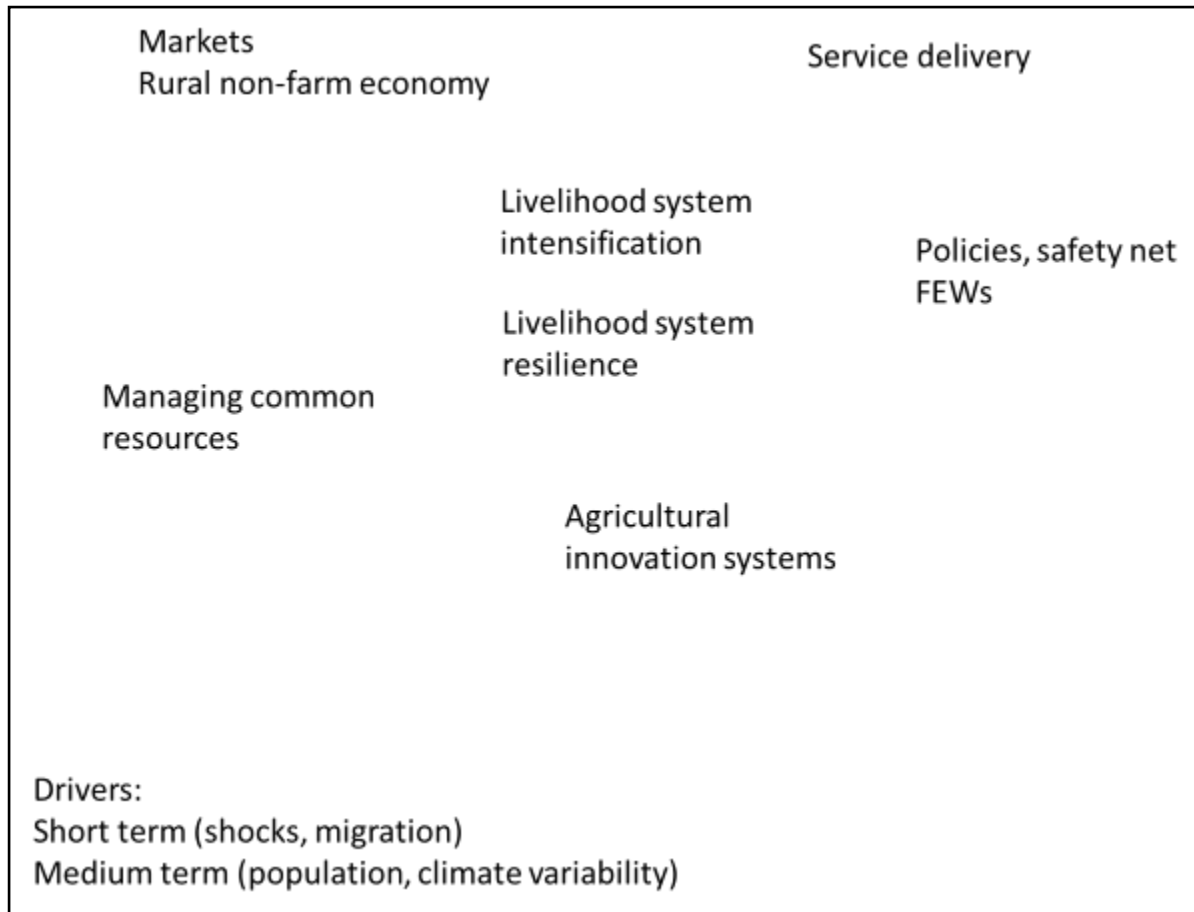 Markets
Rural non-farm economy
Service delivery
Livelihood system
intensification
Policies, safety net
FEWs
Livelihood system
resilience
Managing common
resources
Agricultural
innovation systems
Drivers:
Short term (shocks, migration)
Medium term (population, climate variability)